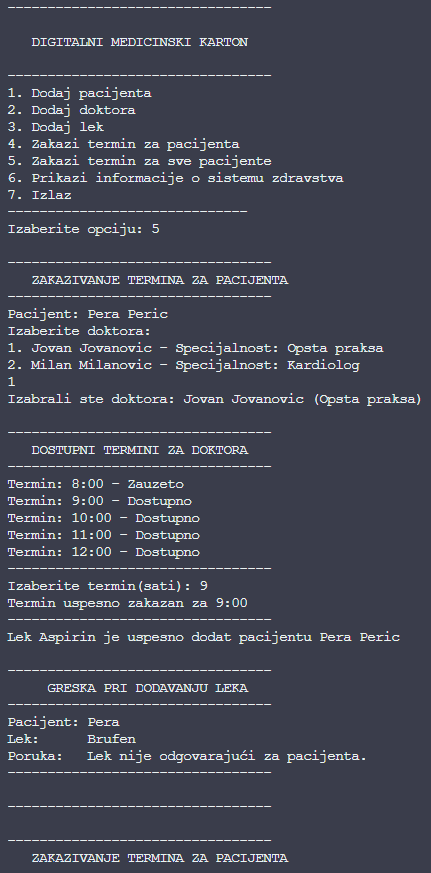 ---------------------------------
DIGITALNI MEDICINSKI KARTON
---------------------------------
1. Dodaj pacijenta
2. Dodaj doktora
3. Dodaj lek
4. Zakazi termin za pacijenta
5. Zakazi termin za sve pacijente
6. Prikazi informacije o sistemu zdravstva
7. Izlaz
------------------------------
Izaberite opciju: 5
---------------------------------
ZAKAZIVANJE TERMINA ZA PACIJENTA
---------------------------------
Pacijent: Pera Peric
Izaberite doktora:
1. Jovan Jovanovic - Specijalnost: Opsta praksa
2. Milan Milanovic - Specijalnost: Kardiolog
1
Izabrali ste doktora: Jovan Jovanovic (Opsta praksa)
---------------------------------
DOSTUPNI TERMINI ZA DOKTORA
---------------------------------
Termin: 8:00 - Zauzeto
Termin: 9:00 - Dostupno
Termin: 10:00 - Dostupno
Termin: 11:00 - Dostupno
Termin: 12:00 - Dostupno
---------------------------------
Izaberite termin(sati): 9
Termin uspesno zakazan za 9:00
---------------------------------
Lek Aspirin je uspesno dodat pacijentu Pera Peric
---------------------------------
GRESKA PRI DODAVANJU LEKA
---------------------------------
Pacijent: Pera
Lek: Brufen
Poruka: Lek nije odgovarajući za pacijenta.
---------------------------------
---------------------------------
---------------------------------
ZAKAZIVANJE TERMINA ZA PACIJENTA